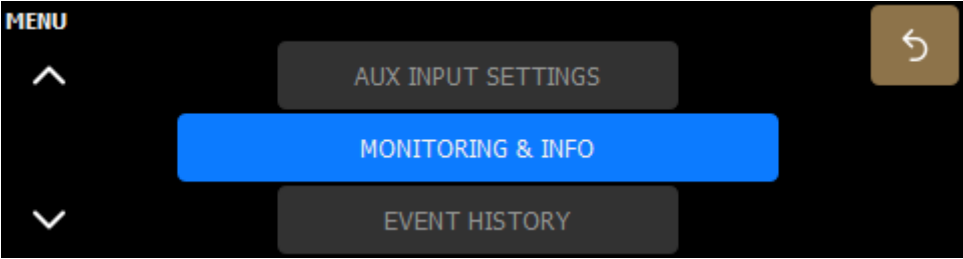 MENU
AUX INPUT SETTINGS
MONITORING & INFO
EVENT HISTORY